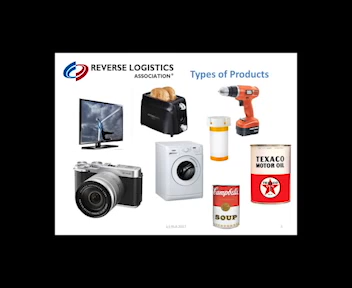 REVERSE LOGISTICS
ASSOCIATION
Types of Products
TEXACO
MOTOR OIL
Campbell's
SOUP